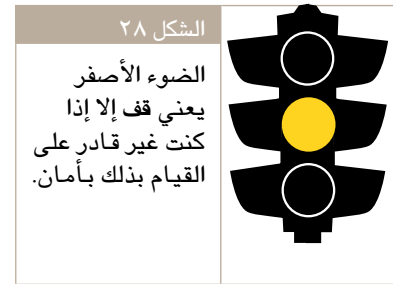 الشكل ٢٨
الضوء الأصفر
يعني قف إلا إذا
كنت غير قادر على
القيام بذلك بأمان.